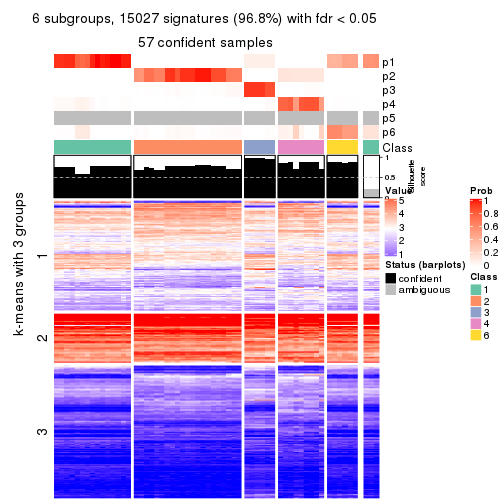 6 subgroups, 15027 signatures (96.8%) with fdr < 0.05
57 confident samples
p1
p2
p3
p4
p5
p6
Class
1
0.5
0
Silhouette
score
k-means with 3 groups
1
2
3
Value
5
4
3
2
1
Status (barplots)
confident
ambiguous
Prob
1
0.8
0.6
0.4
0.2
0
Class
1
2
3
4
6